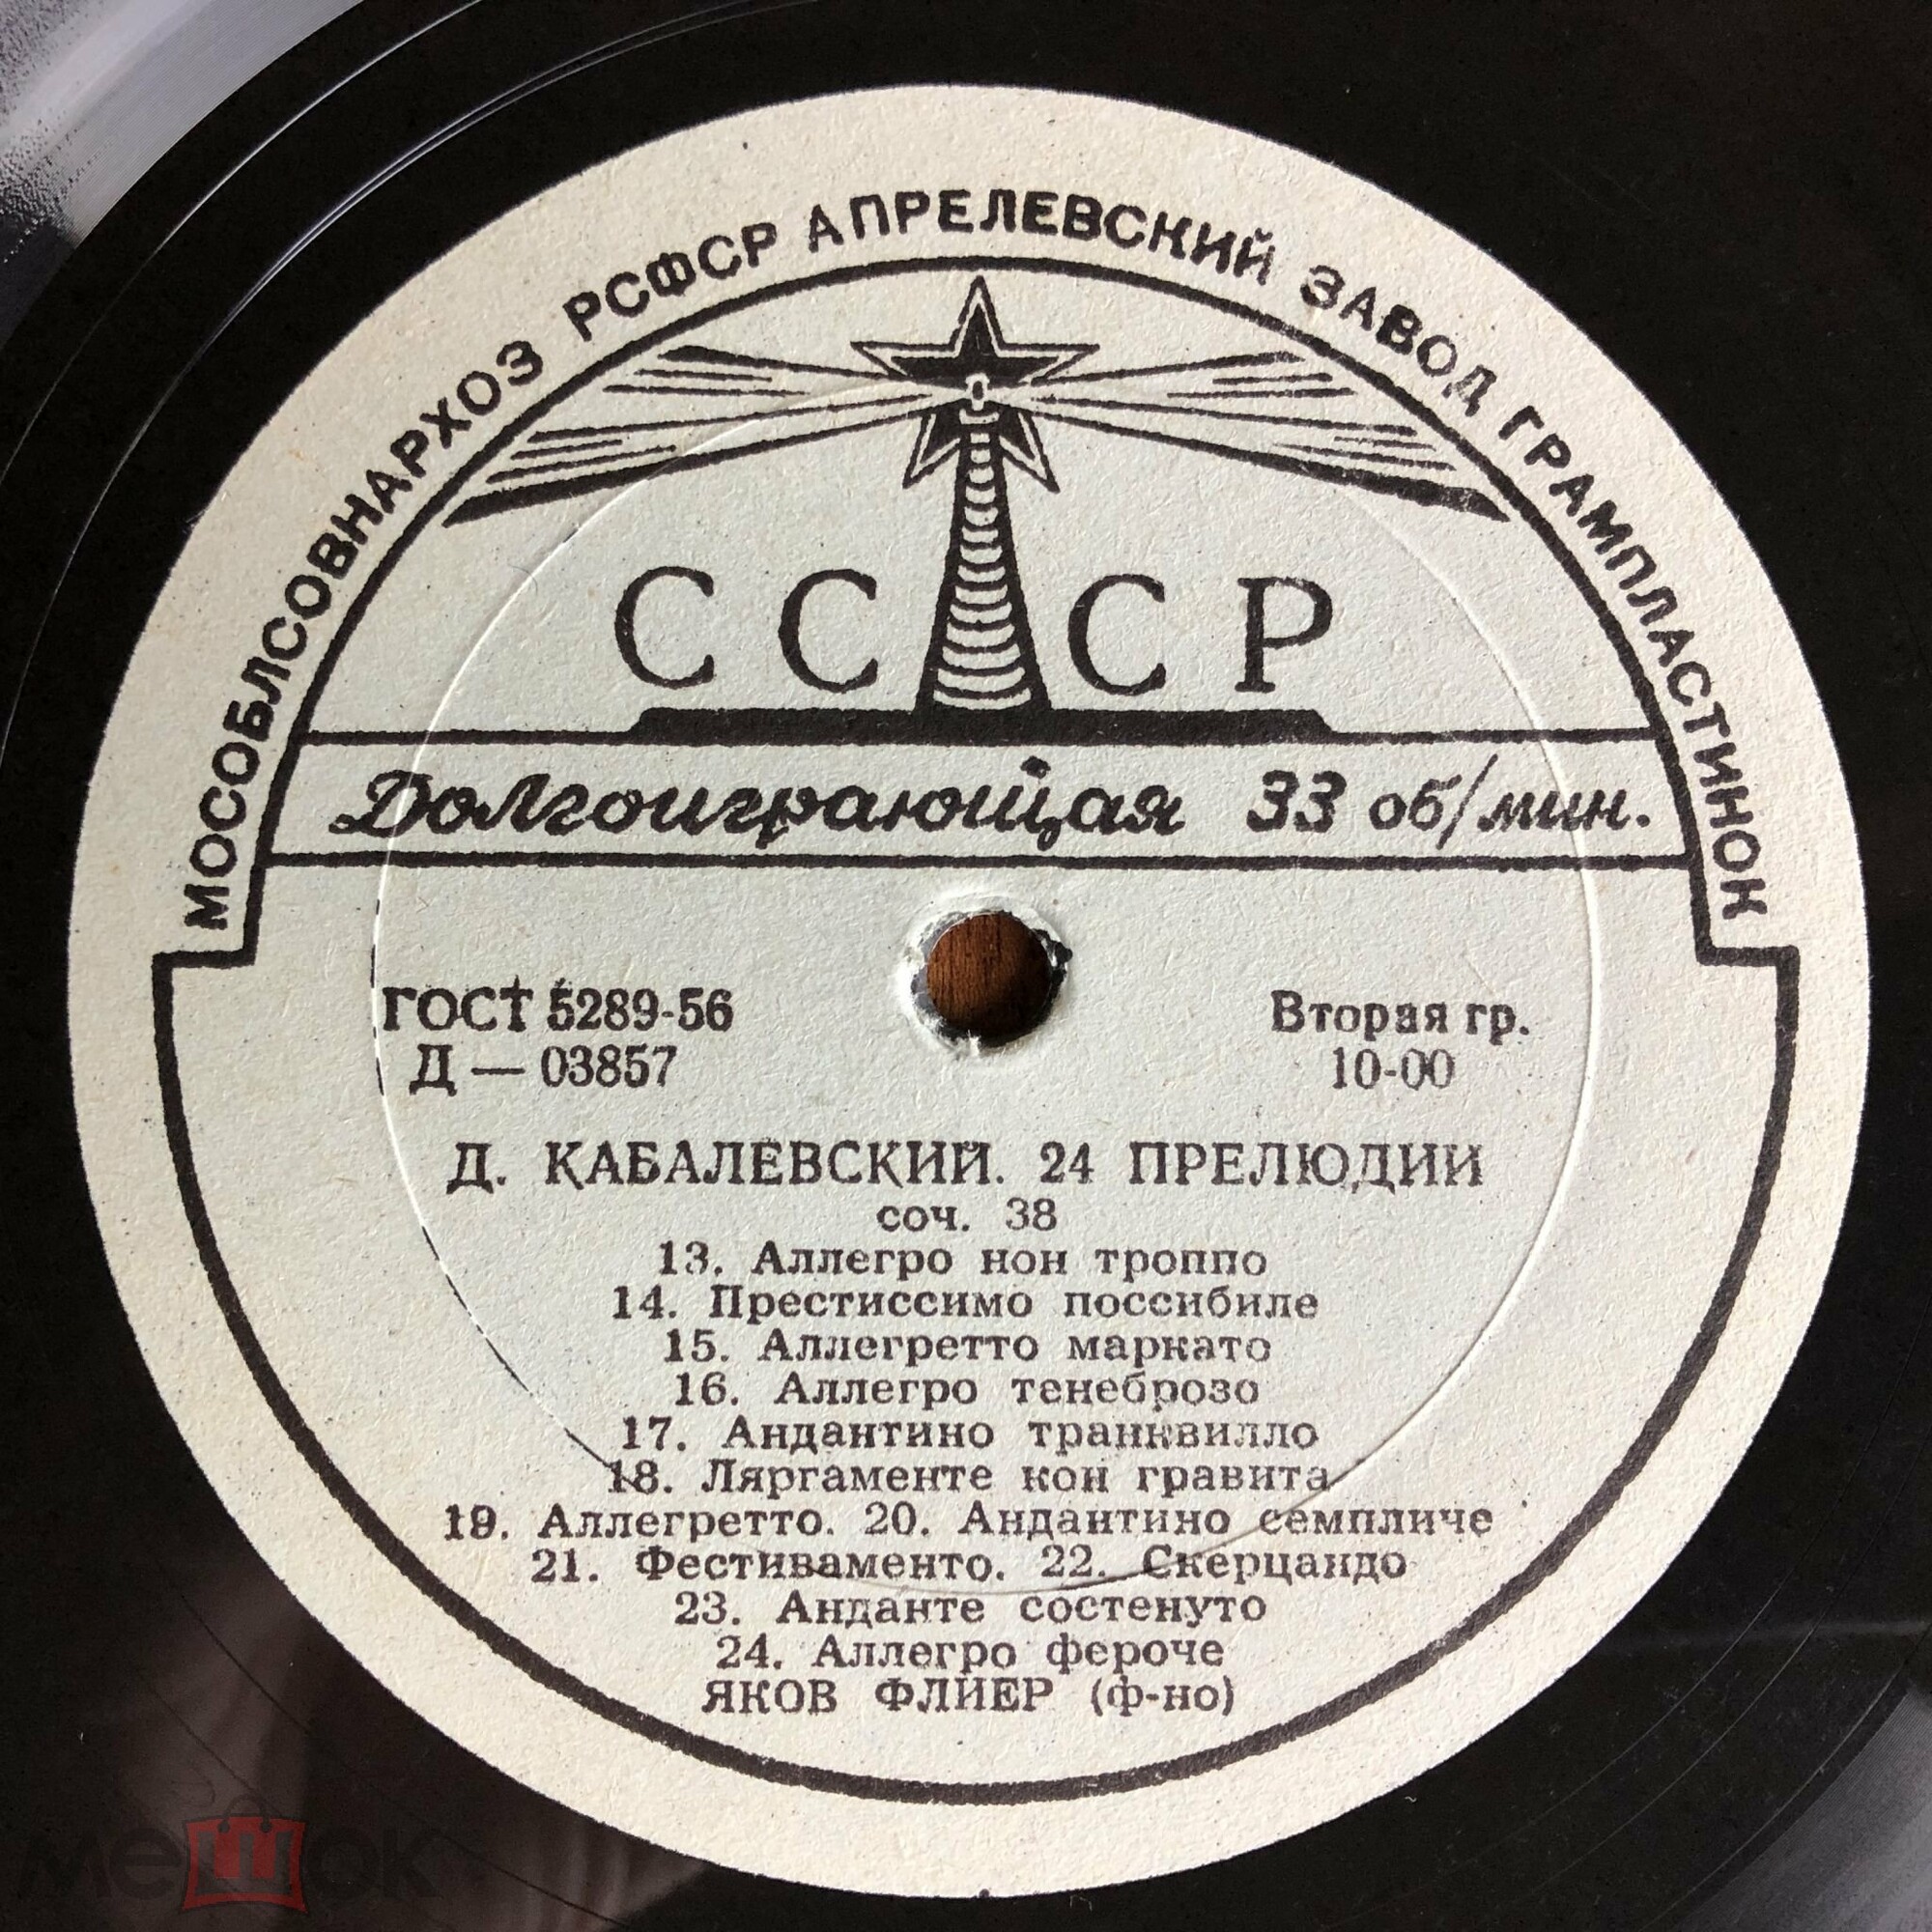 МОСОБЛСОВНАРХОЗ РСФСР АПРЕЛЕВСКИЙ ЗАВОД ГРАМПЛАСТИНОК
СССР
Долгоиграющая 33 об/мин.
ГОСТ 5289-56
Д — 03857
Вторая гр.
10-00
Д. КАБАЛЕВСКИЙ. 24 ПРЕЛЮДИИ
соч. 38
13. Аллегро нон троппо
14. Престиссимо поссибиле
15. Аллегретто маркато
16. Аллегро тенеброзо
17. Андантино транквилло
18. Ляргаменте кон гравита
19. Аллегретто. 20. Андантино семпличе
21. Фестиваменто. 22. Скерцандо
23. Анданте состенуто
24. Аллегро фероче
ЯКОВ ФЛИЕР (ф-но)
мешок